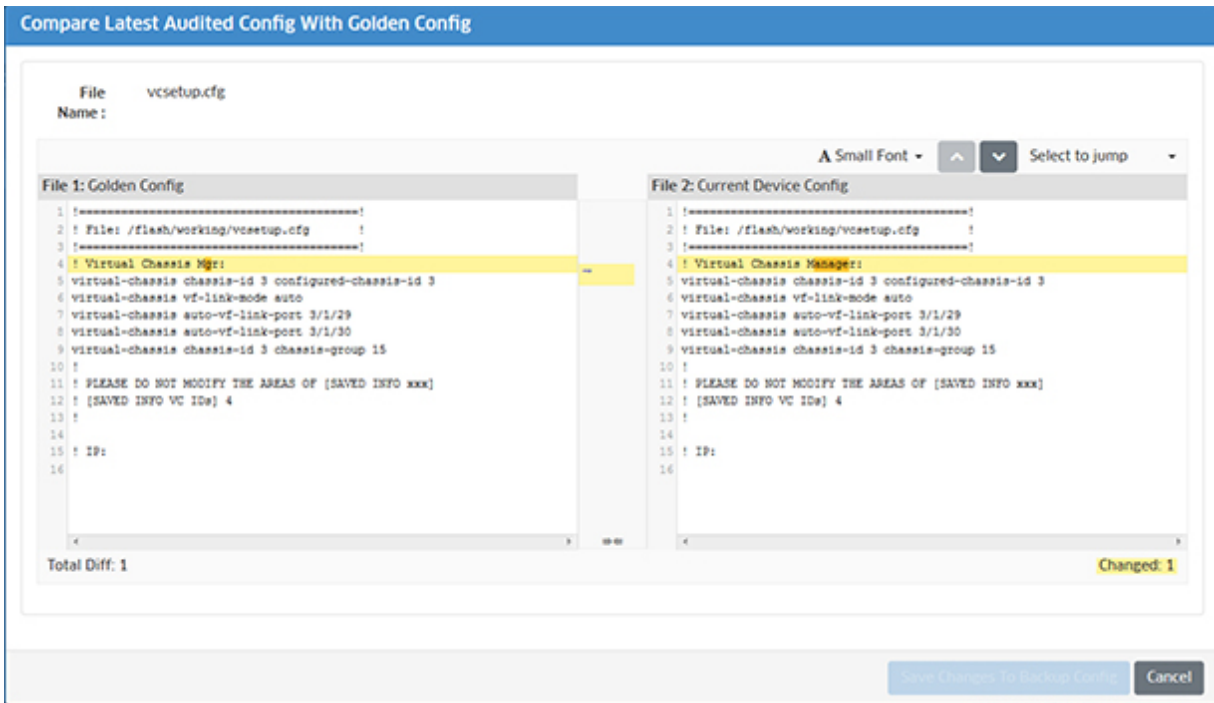 Compare Latest Audited Config With Golden Config
File Name : vcsetup.cfg
A Small Font
Select to jump
File 1: Golden Config
1 !========================================!
2 ! File: /flash/working/vcsetup.cfg !
3 !========================================!
4 ! Virtual Chassis Mgr:
5 virtual-chassis chassis-id 3 configured-chassis-id 3
6 virtual-chassis vf-link-mode auto
7 virtual-chassis auto-vf-link-port 3/1/29
8 virtual-chassis auto-vf-link-port 3/1/30
9 virtual-chassis chassis-id 3 chassis-group 15
10 !
11 ! PLEASE DO NOT MODIFY THE AREAS OF [SAVED INFO xxx]
12 ! [SAVED INFO VC IDs] 4
13 !
14
15 ! IP:
16
File 2: Current Device Config
1 !========================================!
2 ! File: /flash/working/vcsetup.cfg !
3 !========================================!
4 ! Virtual Chassis Manager:
5 virtual-chassis chassis-id 3 configured-chassis-id 3
6 virtual-chassis vf-link-mode auto
7 virtual-chassis auto-vf-link-port 3/1/29
8 virtual-chassis auto-vf-link-port 3/1/30
9 virtual-chassis chassis-id 3 chassis-group 15
10 !
11 ! PLEASE DO NOT MODIFY THE AREAS OF [SAVED INFO xxx]
12 ! [SAVED INFO VC IDs] 4
13 !
14
15 ! IP:
16
Total Diff: 1
Changed: 1
Save Changes To Backup Config
Cancel